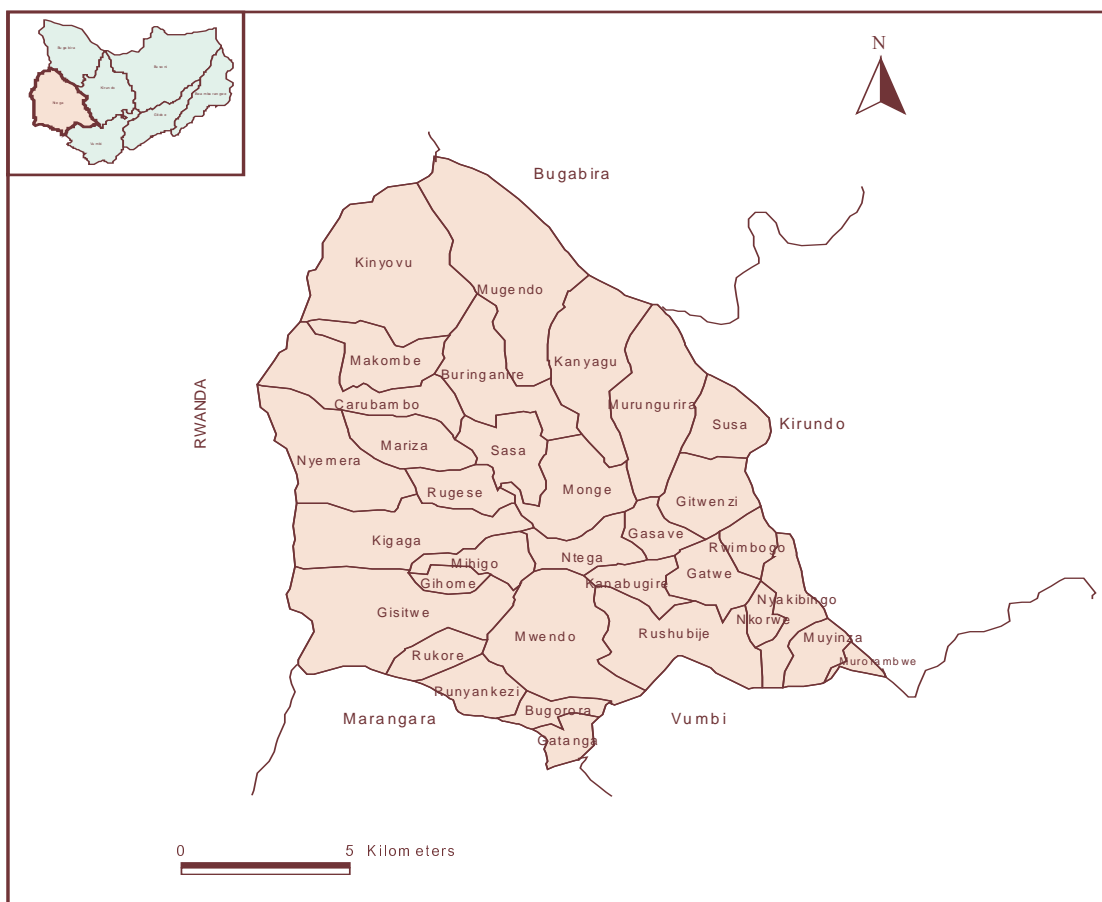 N
Bugabira
Kinyovu
Mugendo
Makombe
Buringanire
Kanyagu
RWANDA
Carubambo
Murungurira
Susa
Kirundo
Mariza
Sasa
Nyemera
Rugese
Monge
Gitwenzi
Kigaga
Gasave
Rwimbogo
Mihigo
Ntega
Gihome
Kanabugire
Gatwe
Nyakibingo
Gisitwe
Nkorwe
Mwendo
Rushubije
Muyinza
Rukore
Murorambwe
Runyankezi
Bugorora
Marangara
Vumbi
Gatanga
0 5 Kilometers